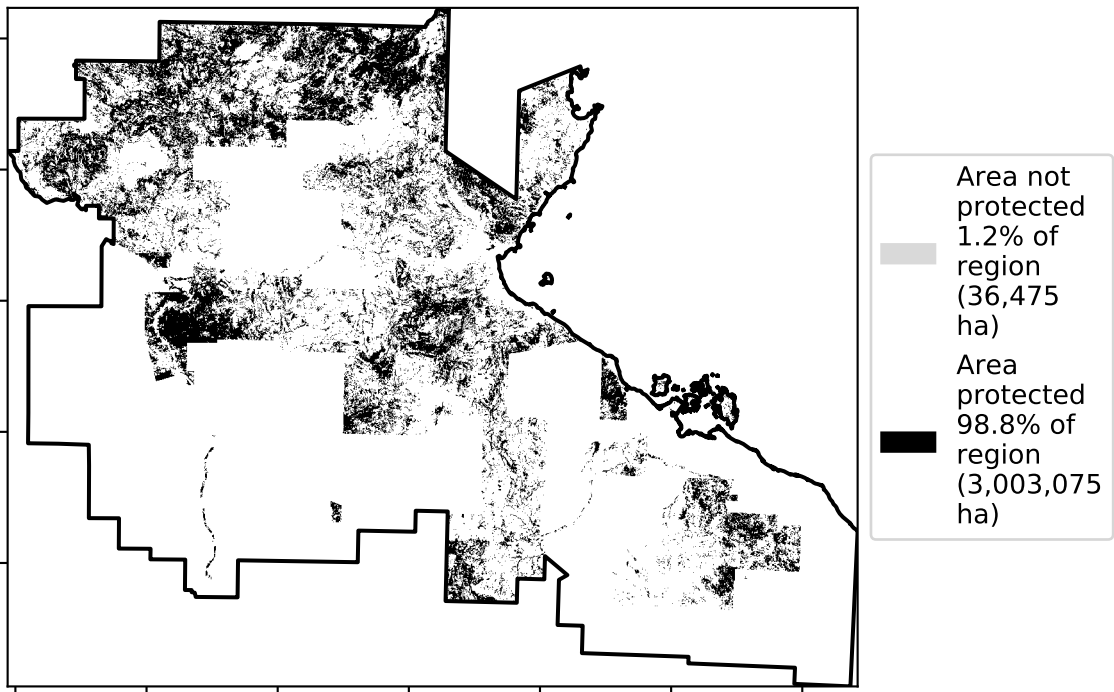 Area not
protected
1.2% of
region
(36,475
ha)
Area
protected
98.8% of
region
(3,003,075
ha)